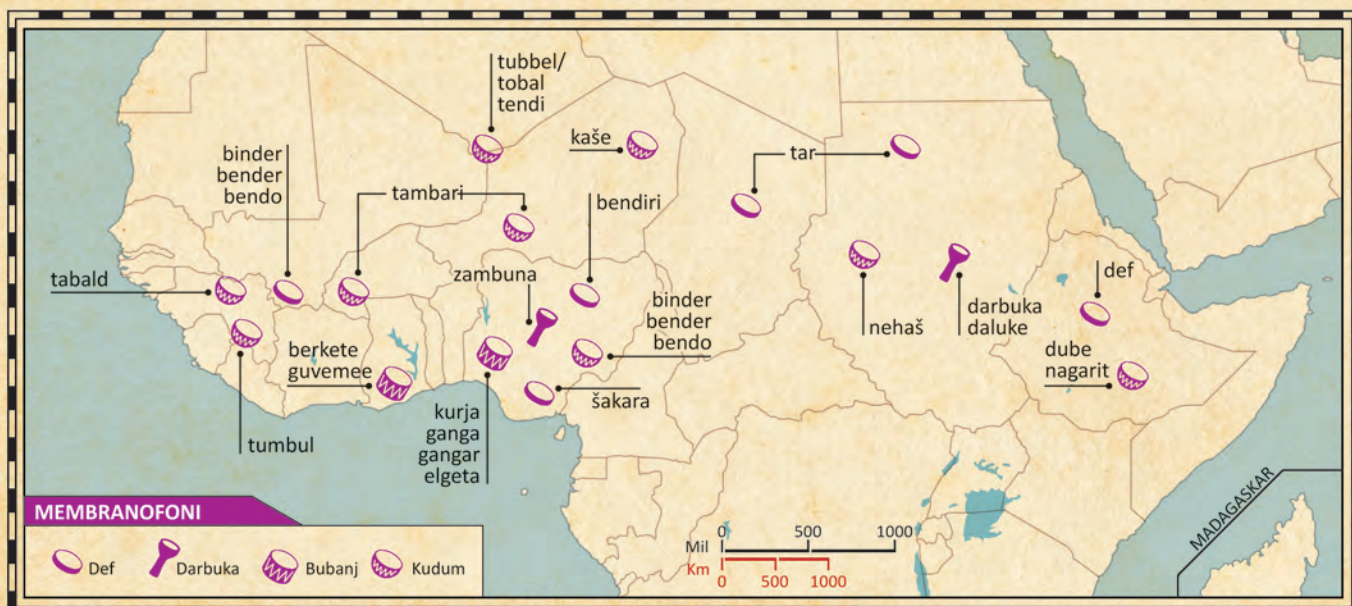 tubbel/
tobal
tendi
kaše
tar
binder
bender
bendo
tambari
bendiri
tabald
zambuna
def
binder
bender
bendo
nehaš
darbuka
daluke
berkete
guvemee
dube
nagarit
šakara
kurja
ganga
gangar
elgeta
tumbul
MEMBRANOFONI
Def
Darbuka
Bubanj
Kudum
0 500 1000
Mil
Km
0 500 1000
MADAGASKAR